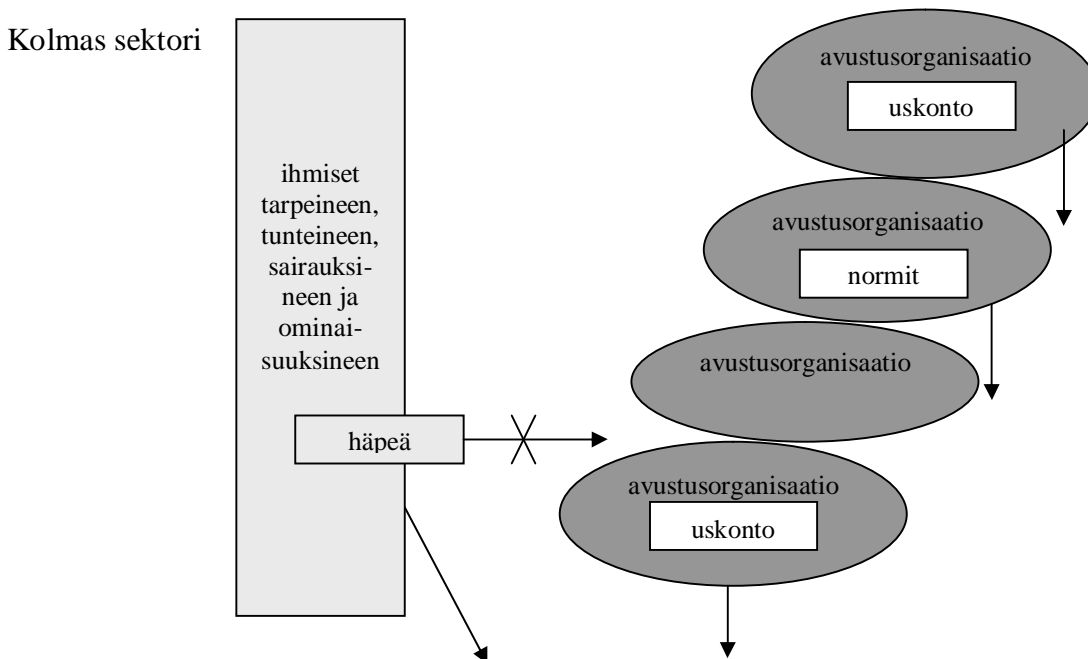 Kolmas sektori
ihmiset
tarpeineen,
tunteineen,
sairauksi-
neen ja
ominai-
suuksineen
häpeä
avustusorganisaatio
uskonto
avustusorganisaatio
normit
avustusorganisaatio
avustusorganisaatio
uskonto